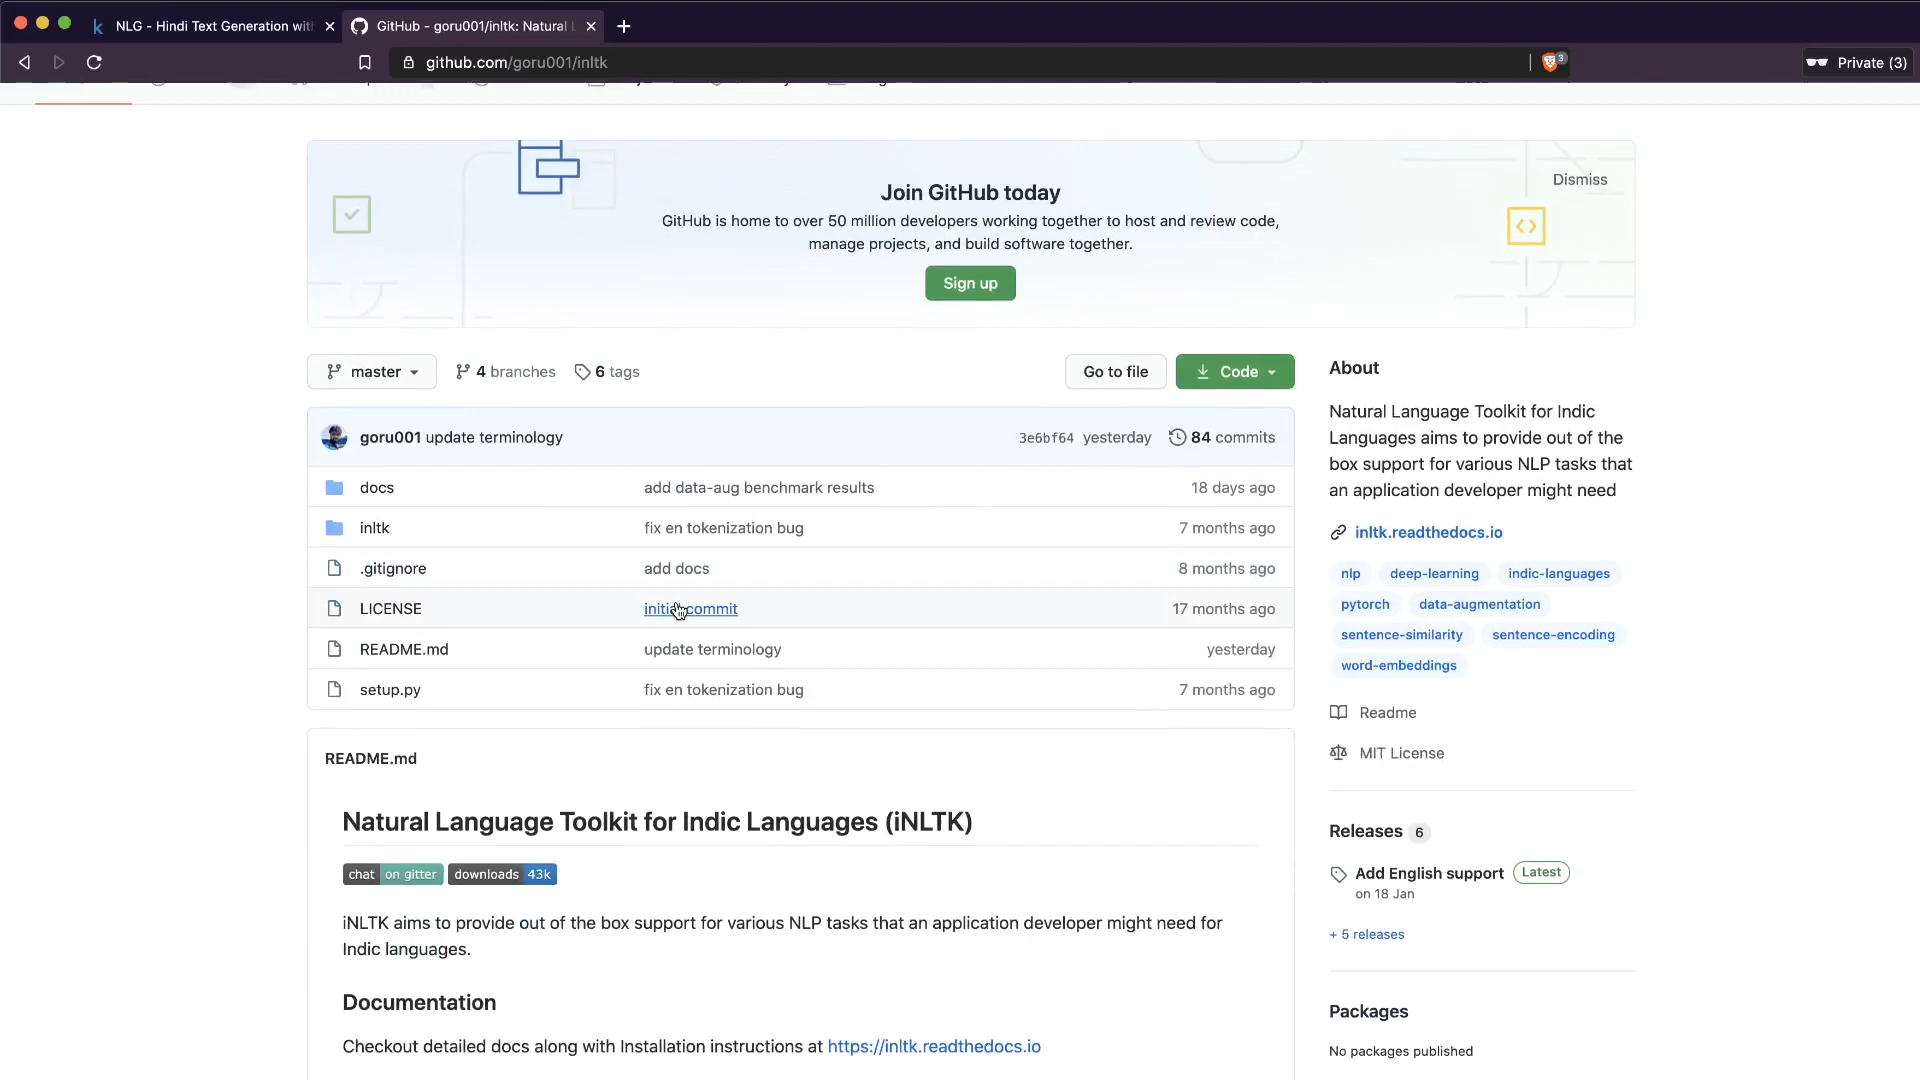 NLG - Hindi Text Generation wit
GitHub - goru001/inltk: Natural L
github.com/goru001/inltk
3
Private (3)
Join GitHub today
Dismiss
GitHub is home to over 50 million developers working together to host and review code,
manage projects, and build software together.
Sign up
master
4 branches
6 tags
Go to file
Code
goru001 update terminology
3e6bf64 yesterday
84 commits
docs
add data-aug benchmark results
18 days ago
inltk
fix en tokenization bug
7 months ago
.gitignore
add docs
8 months ago
LICENSE
initial commit
17 months ago
README.md
update terminology
yesterday
setup.py
fix en tokenization bug
7 months ago
README.md
Natural Language Toolkit for Indic Languages (iNLTK)
chat on gitter downloads 43k
iNLTK aims to provide out of the box support for various NLP tasks that an application developer might need for
Indic languages.
Documentation
Checkout detailed docs along with Installation instructions at https://inltk.readthedocs.io
About
Natural Language Toolkit for Indic
Languages aims to provide out of the
box support for various NLP tasks that
an application developer might need
inltk.readthedocs.io
nlp deep-learning indic-languages
pytorch data-augmentation
sentence-similarity sentence-encoding
word-embeddings
Readme
MIT License
Releases 6
Add English support Latest
on 18 Jan
+ 5 releases
Packages
No packages published